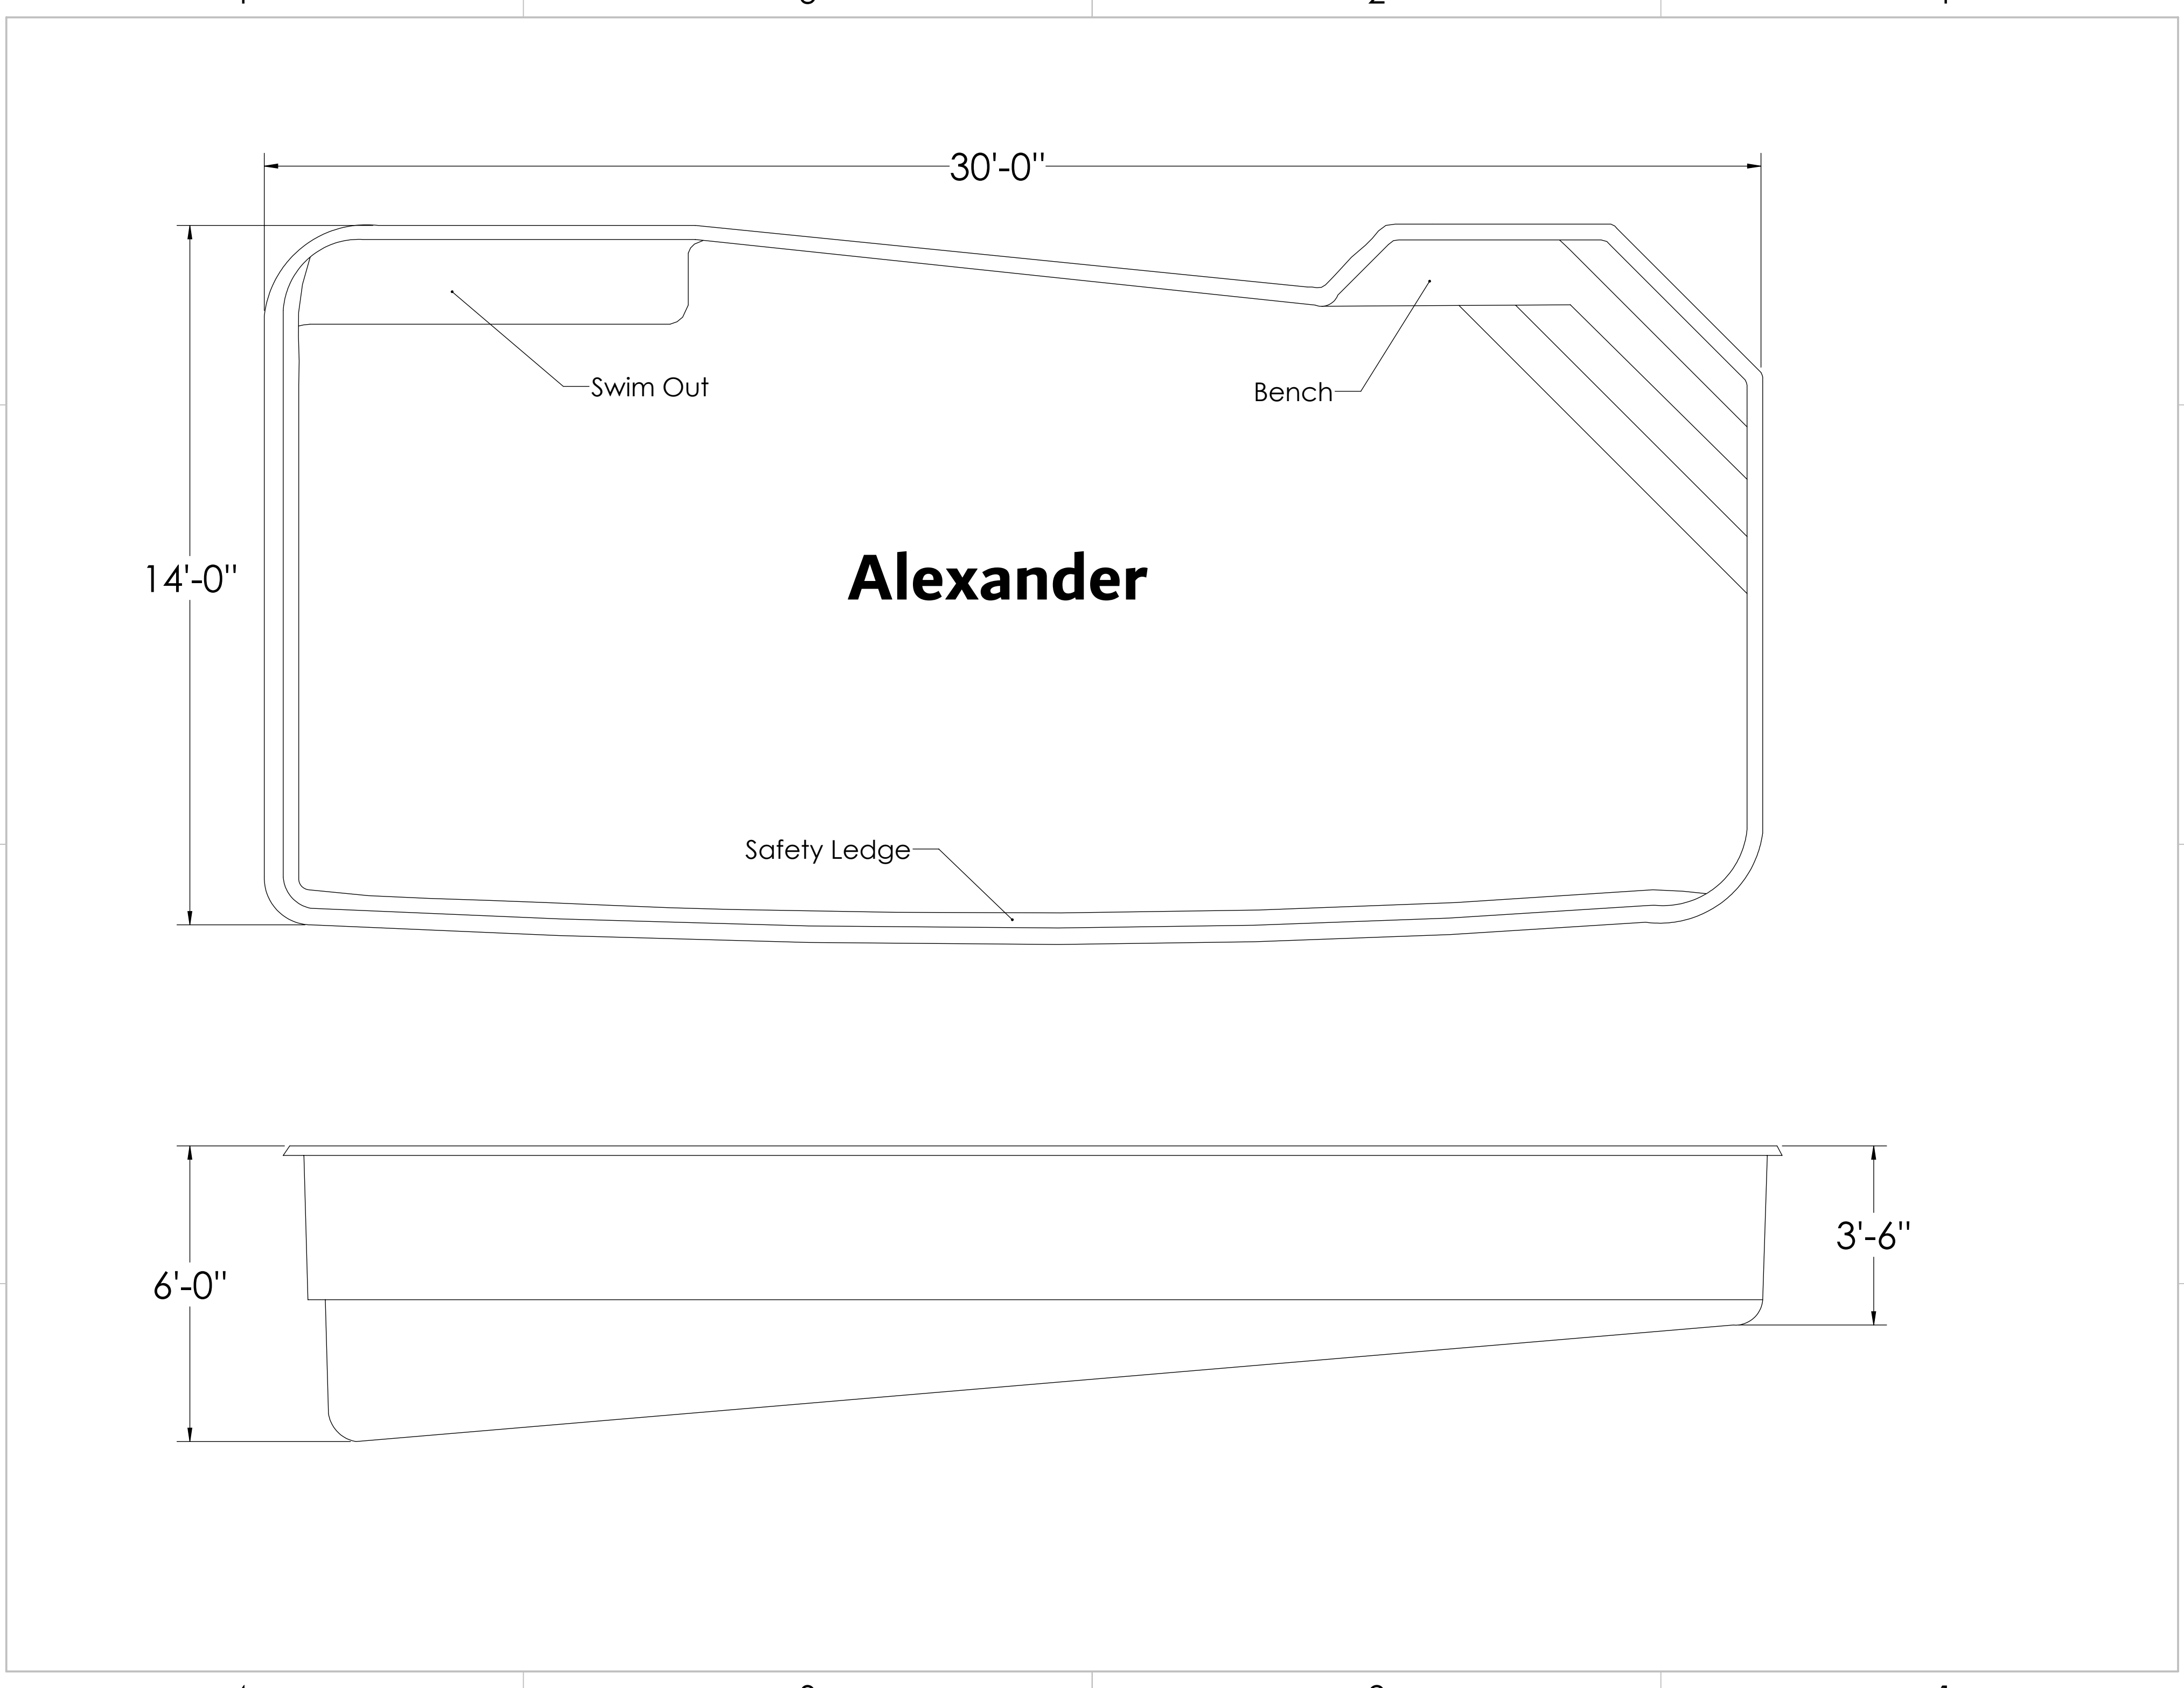 30'-0"
Swim Out
Bench
14'-0"
Alexander
Safety Ledge
6'-0"
3'-6"